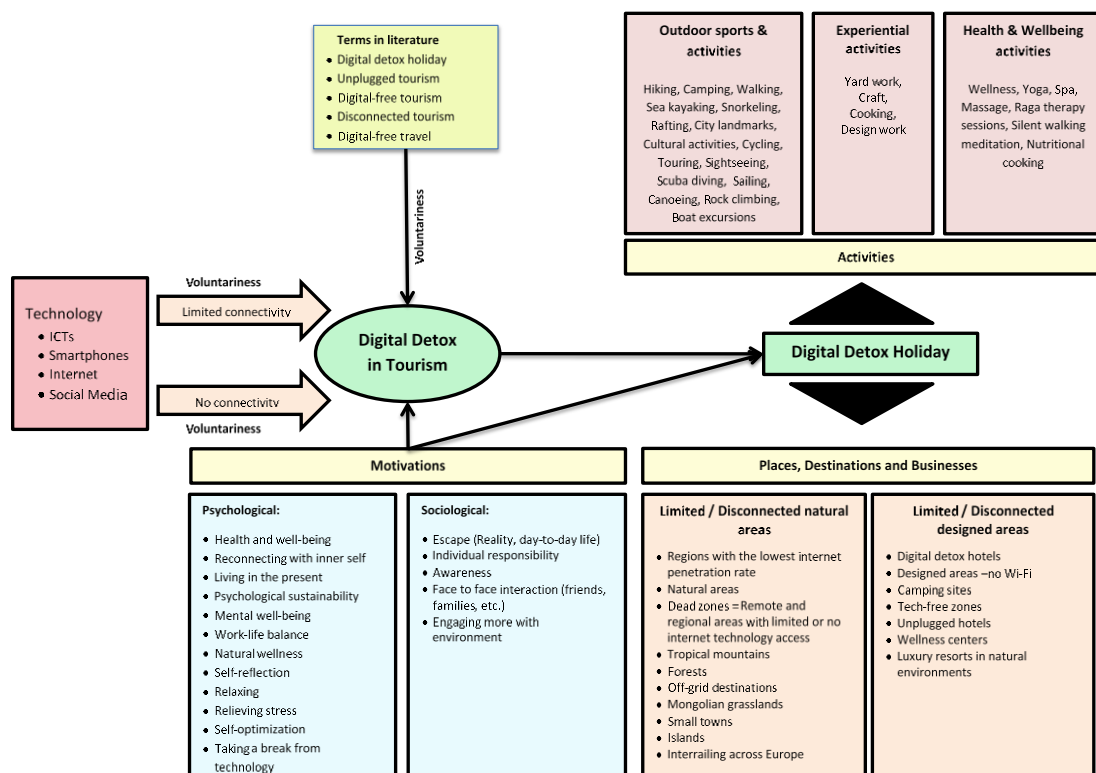 Terms in literature
• Digital detox holiday
• Unplugged tourism
• Digital-free tourism
• Disconnected tourism
• Digital-free travel
Outdoor sports &
activities
Hiking, Camping, Walking,
Sea kayaking, Snorkeling,
Rafting, City landmarks,
Cultural activities, Cycling,
Touring, Sightseeing,
Scuba diving, Sailing,
Canoeing, Rock climbing,
Boat excursions
Experiential
activities
Yard work,
Craft,
Cooking,
Design work
Health & Wellbeing
activities
Wellness, Yoga, Spa,
Massage, Raga therapy
sessions, Silent walking
meditation, Nutritional
cooking
Activities
Voluntariness
Technology
• ICTs
• Smartphones
• Internet
• Social Media
Voluntariness
Limited connectivity
No connectivity
Voluntariness
Digital Detox
in Tourism
Digital Detox Holiday
Motivations
Psychological:
• Health and well-being
• Reconnecting with inner self
• Living in the present
• Psychological sustainability
• Mental well-being
• Work-life balance
• Natural wellness
• Self-reflection
• Relaxing
• Relieving stress
• Self-optimization
• Taking a break from
technology
Sociological:
• Escape (Reality, day-to-day life)
• Individual responsibility
• Awareness
• Face to face interaction (friends,
families, etc.)
• Engaging more with
environment
Places, Destinations and Businesses
Limited / Disconnected natural
areas
• Regions with the lowest internet
penetration rate
• Natural areas
• Dead zones = Remote and
regional areas with limited or no
internet technology access
• Tropical mountains
• Forests
• Off-grid destinations
• Mongolian grasslands
• Small towns
• Islands
• Interrailing across Europe
Limited / Disconnected
designed areas
• Digital detox hotels
• Designed areas –no Wi-Fi
• Camping sites
• Tech-free zones
• Unplugged hotels
• Wellness centers
• Luxury resorts in natural
environments